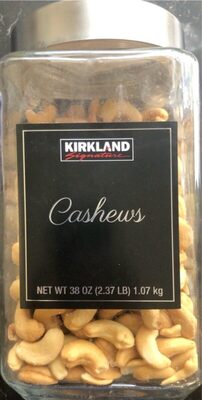 KIRKLAND
Signature
Cashews
NET WT 38 OZ (2.37 LB) 1.07 kg